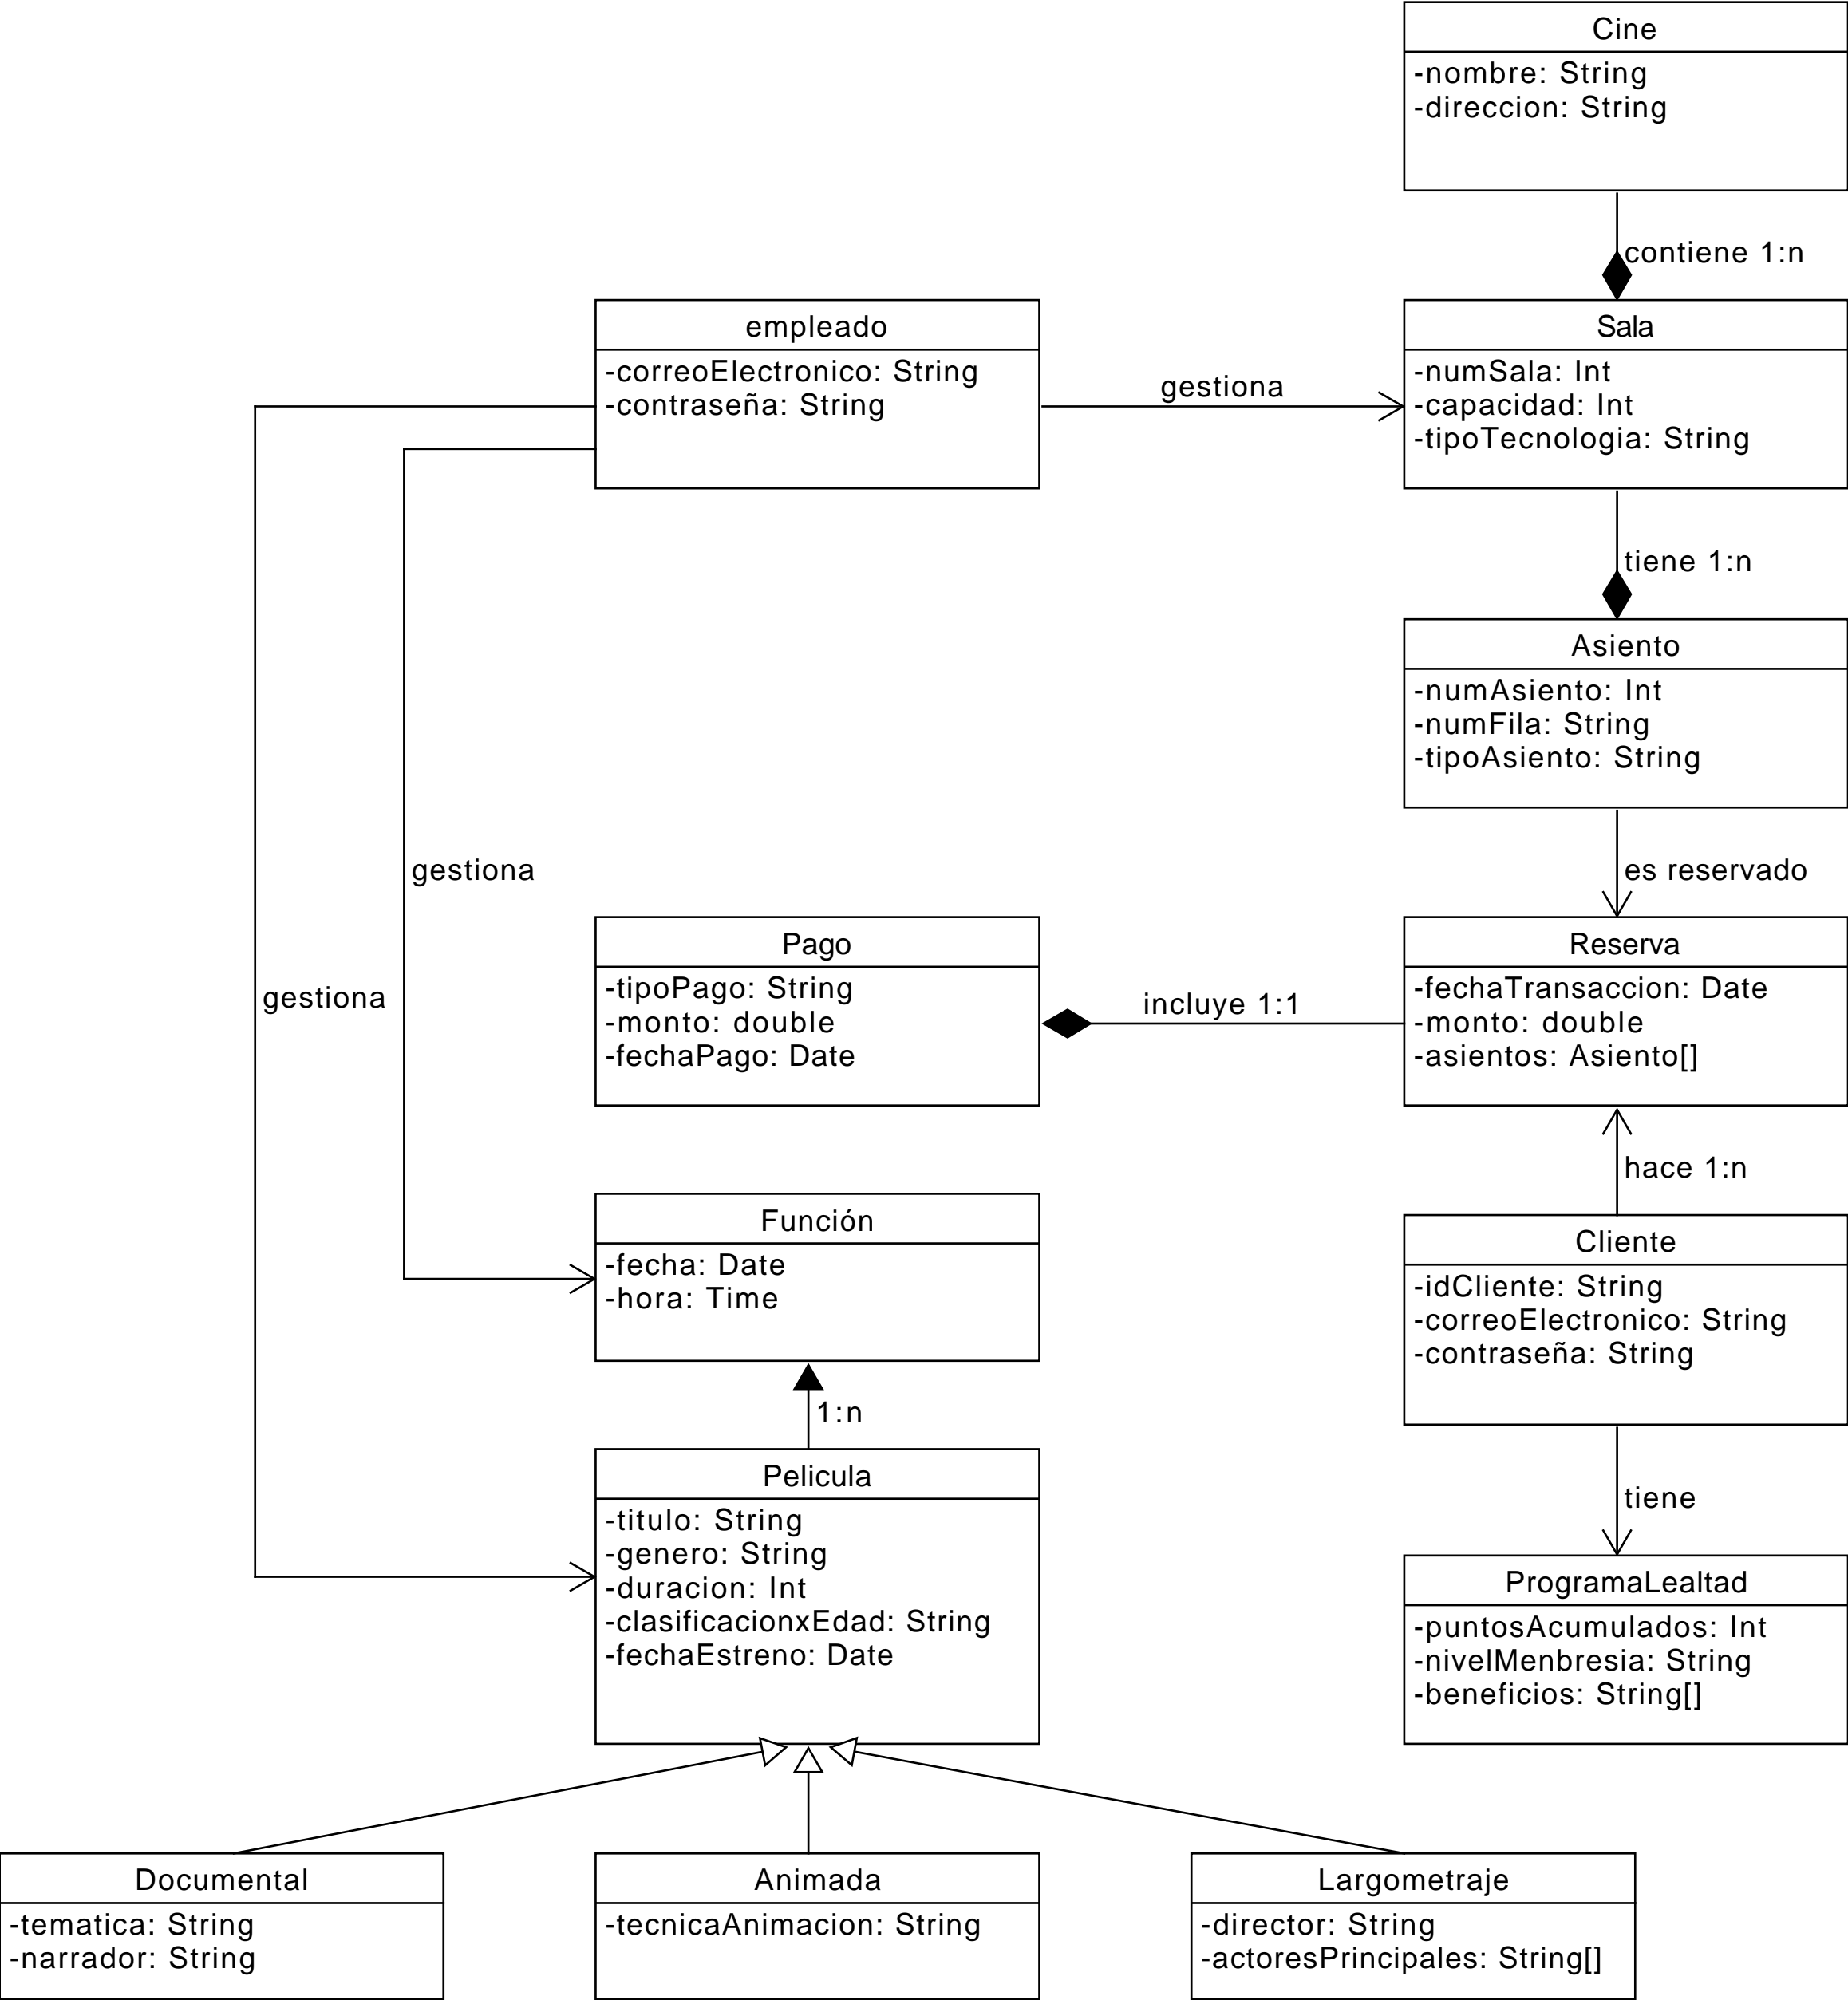 Cine
-nombre: String
-direccion: String
contiene 1:n
empleado
-correoElectronico: String
-contraseña: String
gestiona
Sala
-numSala: Int
-capacidad: Int
-tipoTecnologia: String
tiene 1:n
Asiento
-numAsiento: Int
-numFila: String
-tipoAsiento: String
gestiona
es reservado
gestiona
Pago
-tipoPago: String
-monto: double
-fechaPago: Date
incluye 1:1
Reserva
-fechaTransaccion: Date
-monto: double
-asientos: Asiento[]
hace 1:n
Función
-fecha: Date
-hora: Time
Cliente
-idCliente: String
-correoElectronico: String
-contraseña: String
1:n
Pelicula
-titulo: String
-genero: String
-duracion: Int
-clasificacionxEdad: String
-fechaEstreno: Date
tiene
ProgramaLealtad
-puntosAcumulados: Int
-nivelMenbresia: String
-beneficios: String[]
Documental
-tematica: String
-narrador: String
Animada
-tecnicaAnimacion: String
Largometraje
-director: String
-actoresPrincipales: String[]